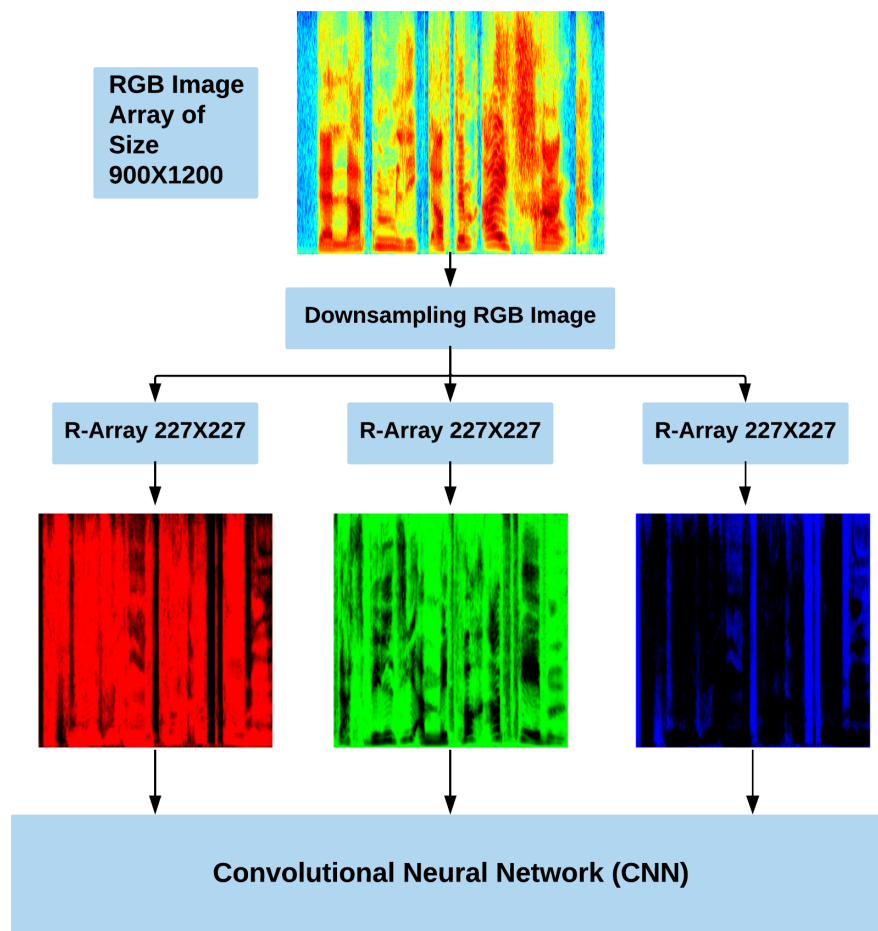 RGB Image
Array of
Size
900X1200
Downsampling RGB Image
R-Array 227X227
R-Array 227X227
R-Array 227X227
Convolutional Neural Network (CNN)